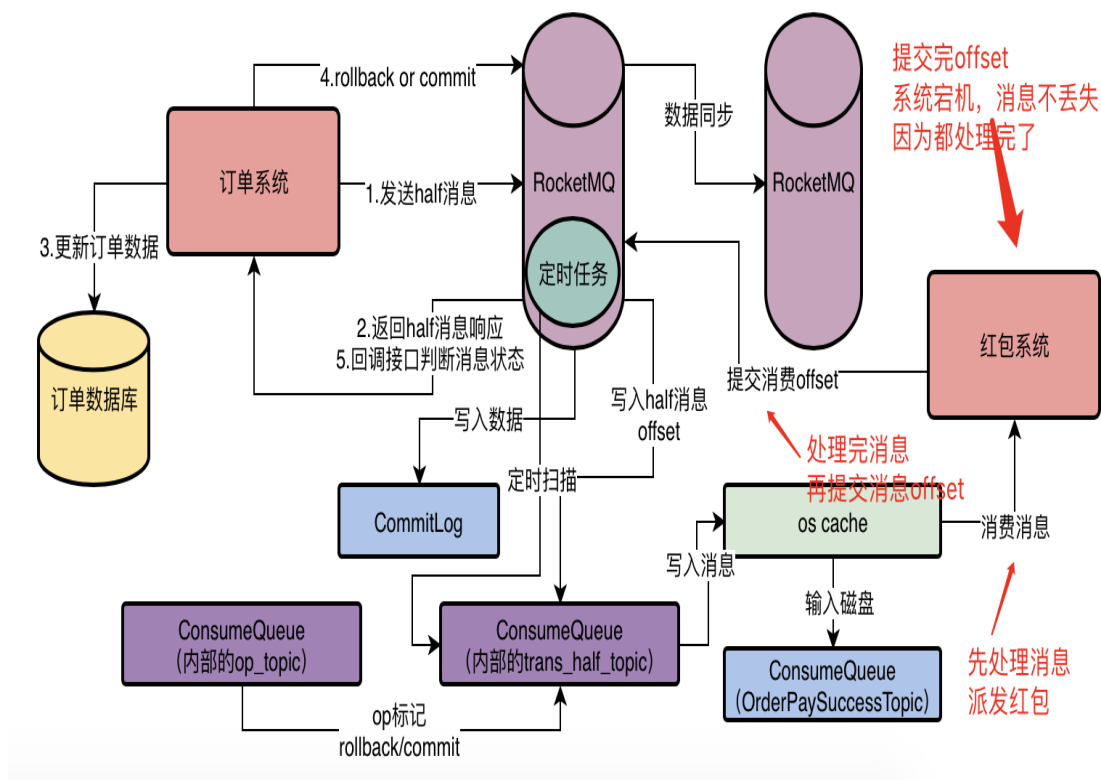 4.rollback or commit
订单系统
1.发送half消息
3.更新订单数据
订单数据库
RocketMQ
定时任务
数据同步
RocketMQ
提交完offset
系统宕机，消息不丢失
因为都处理完了
红包系统
2.返回half消息响应
5.回调接口判断消息状态
写入half消息
offset
提交消费offset
处理完消息
再提交消息offset
写入数据
定时扫描
CommitLog
os cache
消费消息
写入消息
输入磁盘
先处理消息
派发红包
ConsumeQueue
（内部的op_topic）
ConsumeQueue
（内部的trans_half_topic）
ConsumeQueue
（OrderPaySuccessTopic）
op标记
rollback/commit